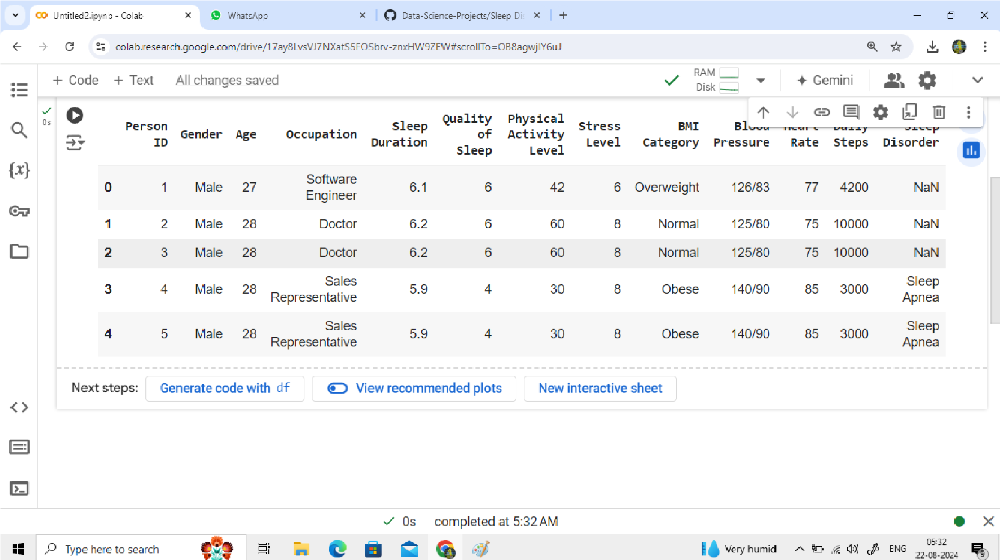 Untitled2.ipynb - Colab
WhatsApp
Data-Science-Projects/Sleep Di
colab.research.google.com/drive/17ay8LvsVJ7NXatS5FOSbrv-znxHW9ZEW#scrollTo=OB8agwjlY6uJ
+ Code + Text All changes saved
RAM
Disk
Gemini
0s
Person ID Gender Age Occupation Sleep Duration Quality of Sleep Physical Activity Level Stress Level BMI Category Blood Pressure Heart Rate Daily Steps Sleep Disorder
0 1 Male 27 Software Engineer 6.1 6 42 6 Overweight 126/83 77 4200 NaN
1 2 Male 28 Doctor 6.2 6 60 8 Normal 125/80 75 10000 NaN
2 3 Male 28 Doctor 6.2 6 60 8 Normal 125/80 75 10000 NaN
3 4 Male 28 Sales Representative 5.9 4 30 8 Obese 140/90 85 3000 Sleep Apnea
4 5 Male 28 Sales Representative 5.9 4 30 8 Obese 140/90 85 3000 Sleep Apnea
Next steps: Generate code with df View recommended plots New interactive sheet
0s completed at 5:32 AM
Type here to search
Very humid
ENG
05:32
22-08-2024
9